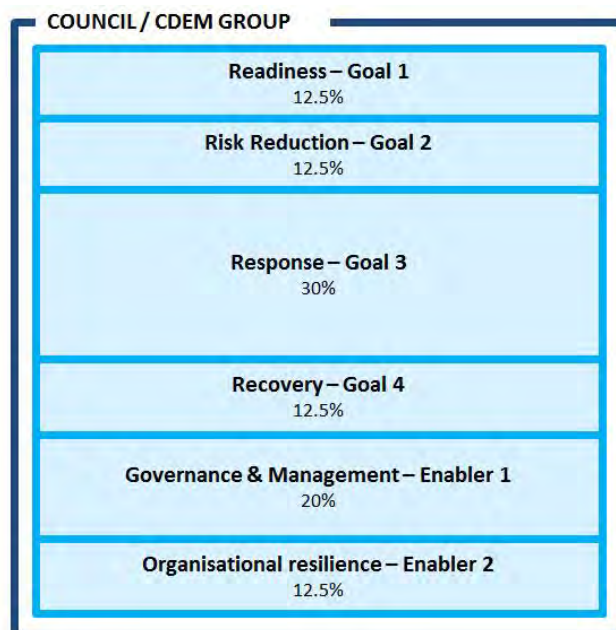 COUNCIL / CDEM GROUP
Readiness – Goal 1
12.5%
Risk Reduction – Goal 2
12.5%
Response – Goal 3
30%
Recovery – Goal 4
12.5%
Governance & Management – Enabler 1
20%
Organisational resilience – Enabler 2
12.5%